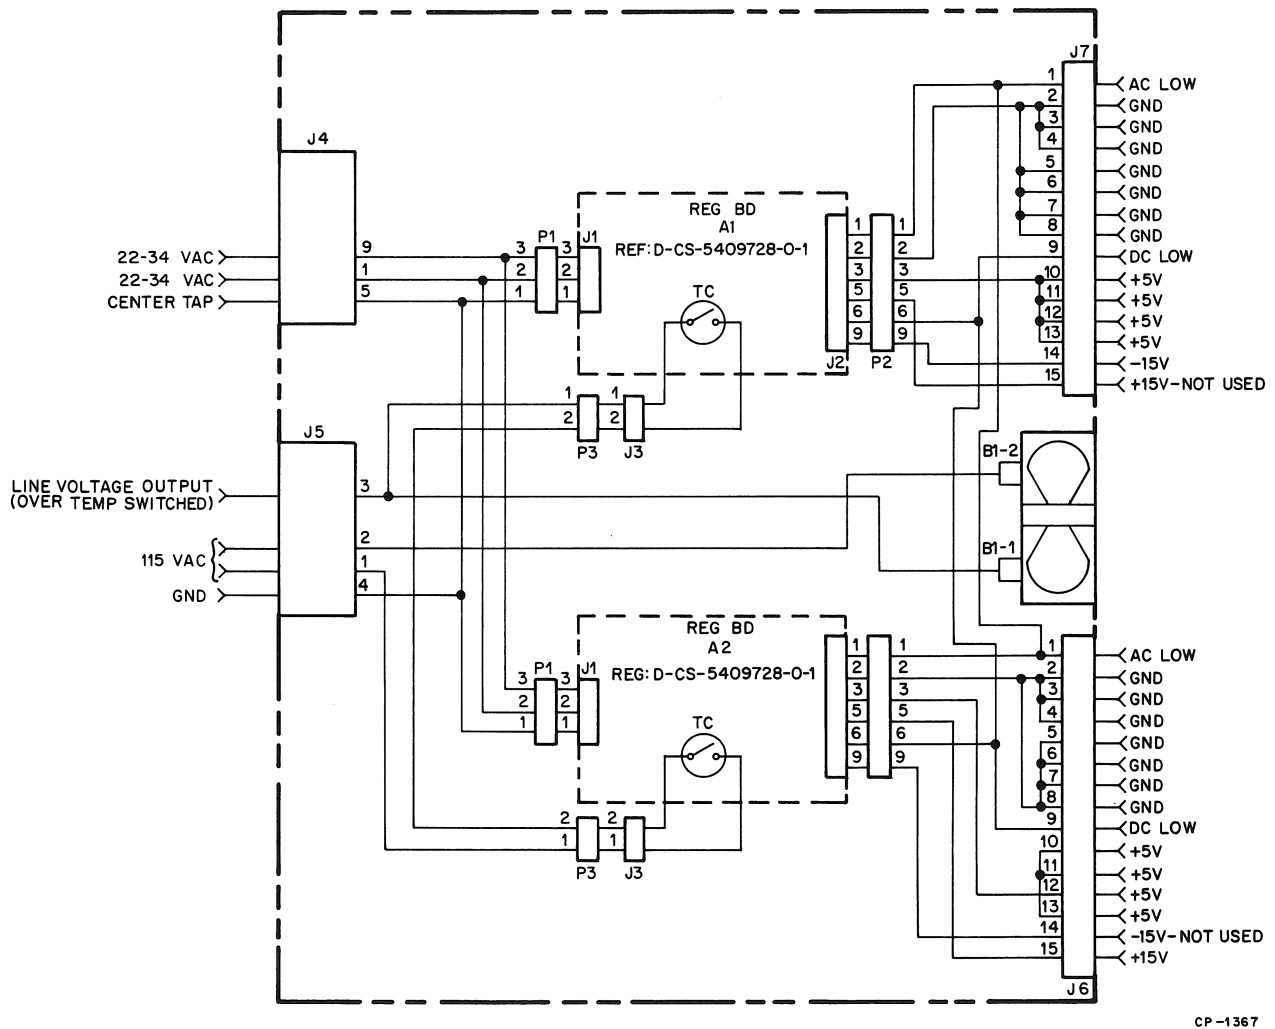 J4
22-34 VAC
22-34 VAC
CENTER TAP
9
1
5
P1
3
2
1
J1
3
2
1
REG BD
A1
REF:D-CS-5409728-0-1
TC
1
2
3
5
6
9
J2
P2
1
2
3
5
6
9
1
2
P3
1
2
J3
J7
1
2
3
4
5
6
7
8
9
10
11
12
13
14
15
AC LOW
GND
GND
GND
GND
GND
GND
GND
DC LOW
+5V
+5V
+5V
+5V
-15V
+15V-NOT USED
J5
LINE VOLTAGE OUTPUT
(OVER TEMP SWITCHED)
115 VAC
GND
3
2
1
4
B1-2
B1-1
REG BD
A2
REG:D-CS-5409728-0-1
P1
3
2
1
J1
3
2
1
TC
1
2
3
5
6
9
1
2
3
5
6
9
2
1
P3
2
1
J3
1
2
3
4
5
6
7
8
9
10
11
12
13
14
15
AC LOW
GND
GND
GND
GND
GND
GND
GND
DC LOW
+5V
+5V
+5V
+5V
-15V-NOT USED
+15V
J6
CP-1367